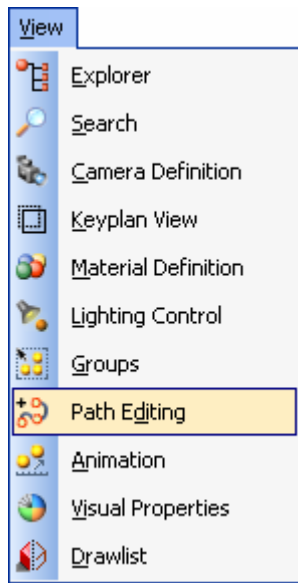 View
Explorer
Search
Camera Definition
Keyplan View
Material Definition
Lighting Control
Groups
Path Editing
Animation
Visual Properties
Drawlist